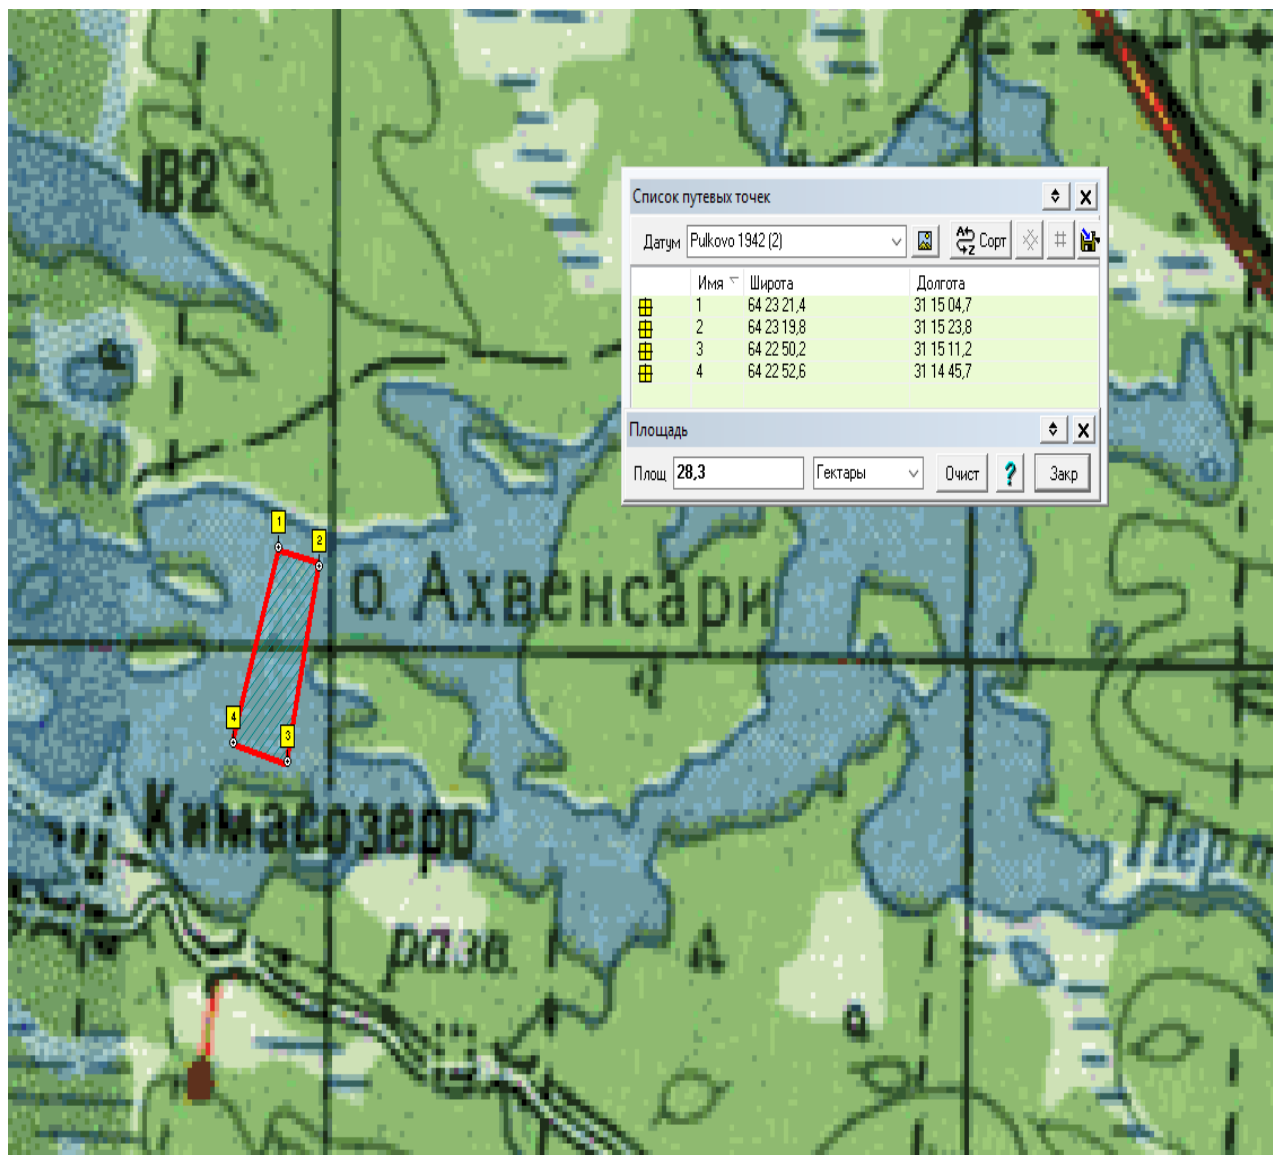 182
Список путевых точек
Датум Pulkovo 1942 (2) Сорт
Имя Широта Долгота
1 64 23 21,4 31 15 04,7
2 64 23 19,8 31 15 23,8
3 64 22 50,2 31 15 11,2
4 64 22 52,6 31 14 45,7
Площадь
Площ 28,3 Гектары Очист ? Закр
140
1
2
о. Ахвенсари
4
3
Кимасозеро
Перт
разв.